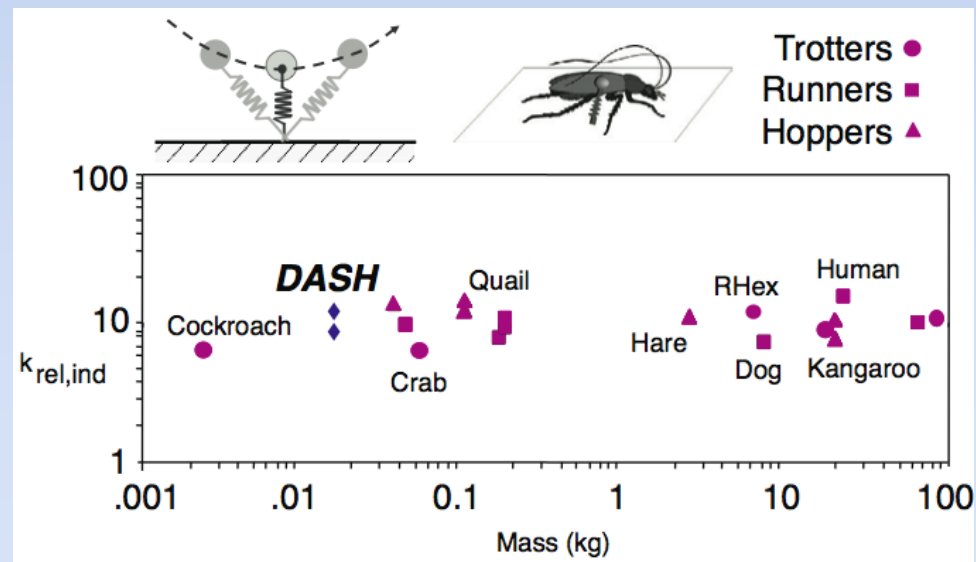 Trotters
Runners
Hoppers
100
DASH
Quail
Human
RHex
10
Cockroach
Hare
k rel,ind
Crab
Dog
Kangaroo
1
.001
.01
0.1
1
10
100
Mass (kg)